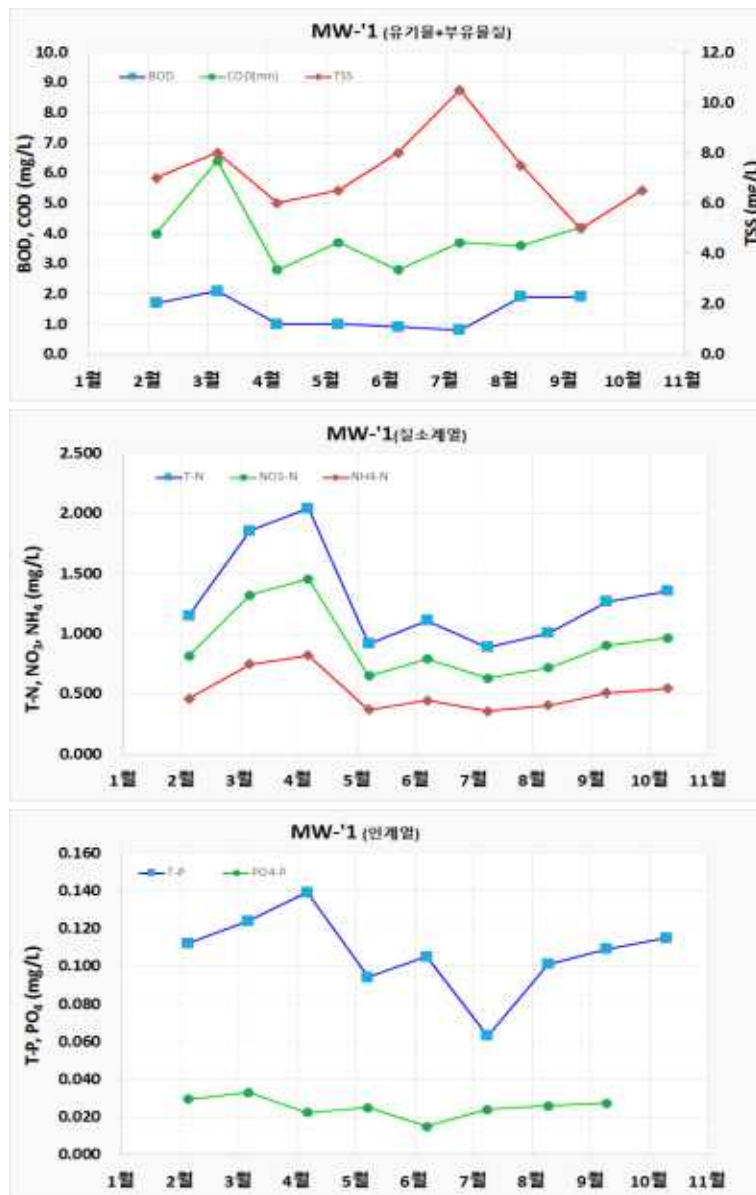 MW-'1 (유기물+부유물질)
10.0
9.0
8.0
7.0
6.0
5.0
4.0
3.0
2.0
1.0
0.0
BOD, COD (mg/L)
BOD
COD(mn)
TSS
12.0
10.0
8.0
6.0
4.0
2.0
0.0
TSS (mg/L)
1월 2월 3월 4월 5월 6월 7월 8월 9월 10월 11월
MW-'1(질소계열)
2.500
2.000
1.500
1.000
0.500
0.000
T-N, NO₃, NH₄ (mg/L)
T-N
NO3-N
NH4-N
1월 2월 3월 4월 5월 6월 7월 8월 9월 10월 11월
MW-'1 (인계열)
0.160
0.140
0.120
0.100
0.080
0.060
0.040
0.020
0.000
T-P, PO₄ (mg/L)
T-P
PO4-P
1월 2월 3월 4월 5월 6월 7월 8월 9월 10월 11월